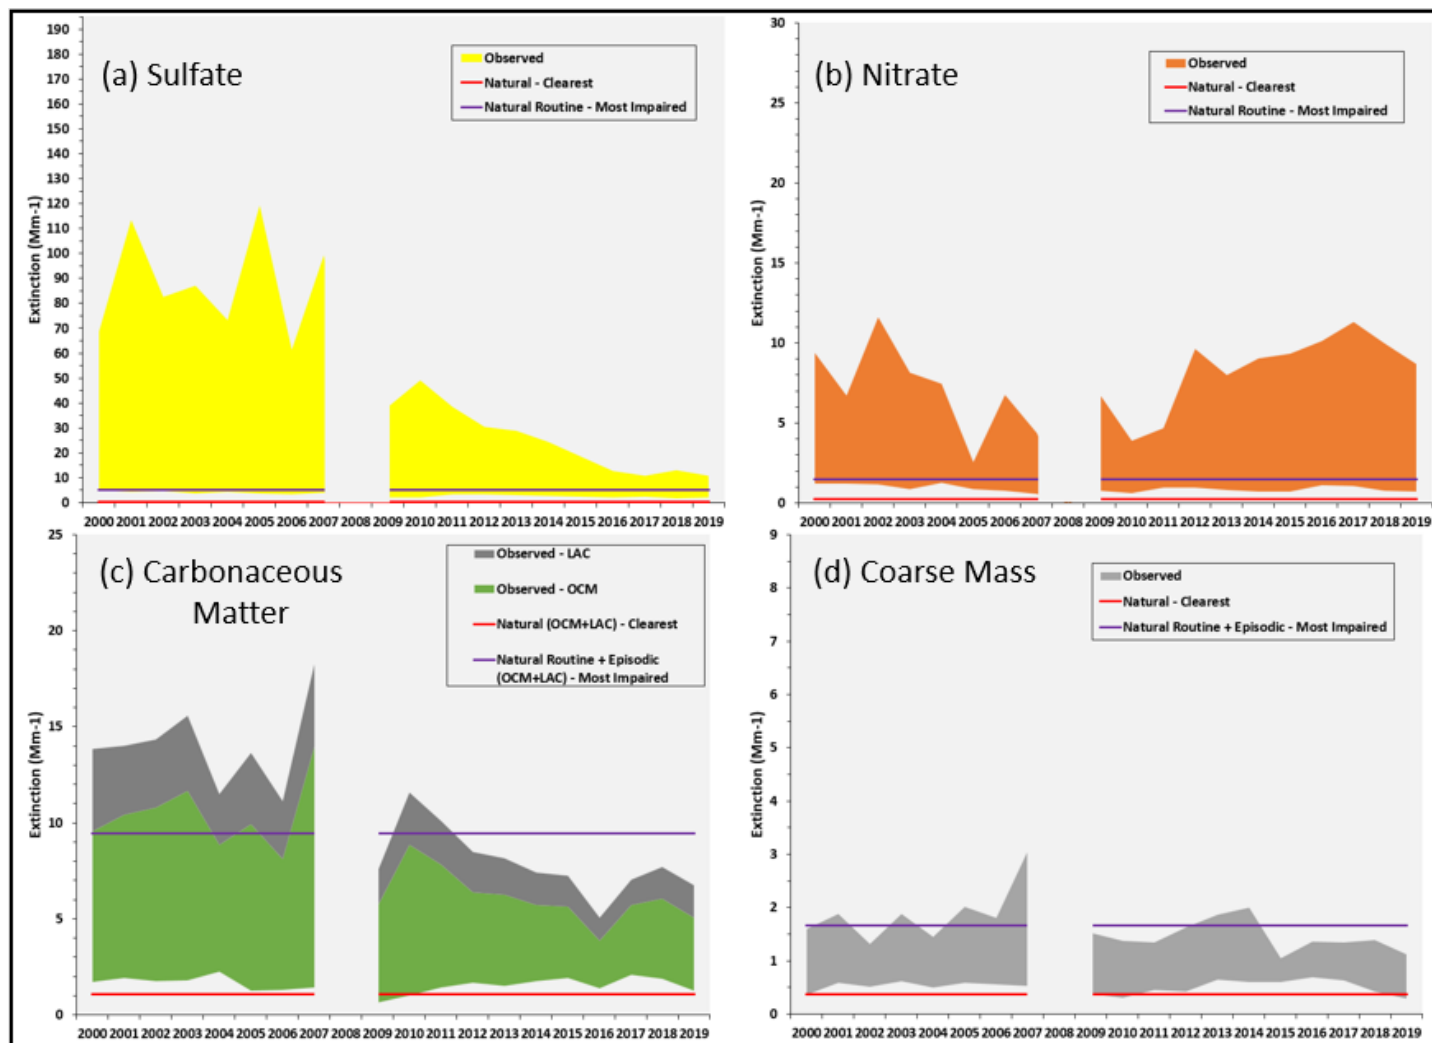 (a) Sulfate
Observed
Natural - Clearest
Natural Routine - Most Impaired
Extinction (Mm-1)
190
180
170
160
150
140
130
120
110
100
90
80
70
60
50
40
30
20
10
0
2000 2001 2002 2003 2004 2005 2006 2007 2008 2009 2010 2011 2012 2013 2014 2015 2016 2017 2018 2019
(b) Nitrate
Observed
Natural - Clearest
Natural Routine - Most Impaired
Extinction (Mm-1)
30
25
20
15
10
5
0
2000 2001 2002 2003 2004 2005 2006 2007 2008 2009 2010 2011 2012 2013 2014 2015 2016 2017 2018 2019
(c) Carbonaceous
Matter
Observed - LAC
Observed - OCM
Natural (OCM+LAC) - Clearest
Natural Routine + Episodic
(OCM+LAC) - Most Impaired
Extinction (Mm-1)
25
20
15
10
5
0
2000 2001 2002 2003 2004 2005 2006 2007 2008 2009 2010 2011 2012 2013 2014 2015 2016 2017 2018 2019
(d) Coarse Mass
Observed
Natural - Clearest
Natural Routine + Episodic - Most Impaired
Extinction (Mm-1)
9
8
7
6
5
4
3
2
1
0
2000 2001 2002 2003 2004 2005 2006 2007 2008 2009 2010 2011 2012 2013 2014 2015 2016 2017 2018 2019